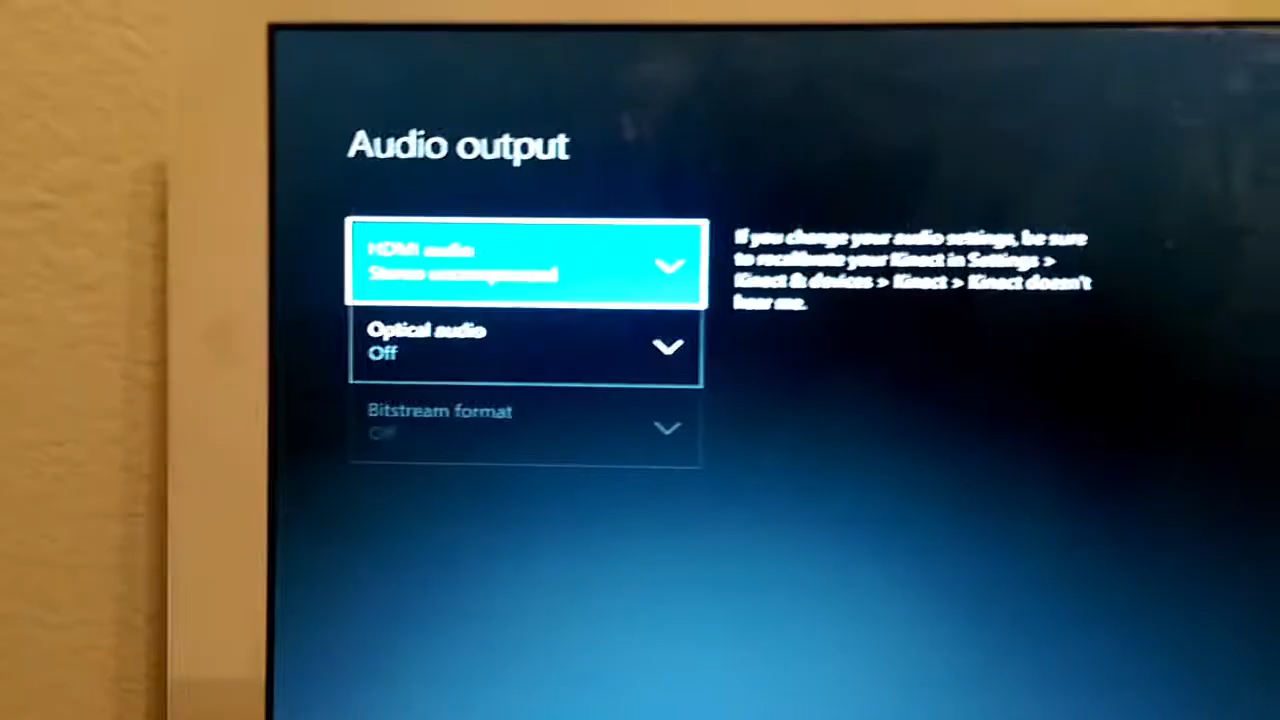 Audio output
HDMI audio
Stereo uncompressed
If you change your audio settings, be sure
to recalibrate your Kinect in Settings >
Kinect & devices > Kinect > Kinect doesn't
hear me.
Optical audio
Off
Bitstream format
Off